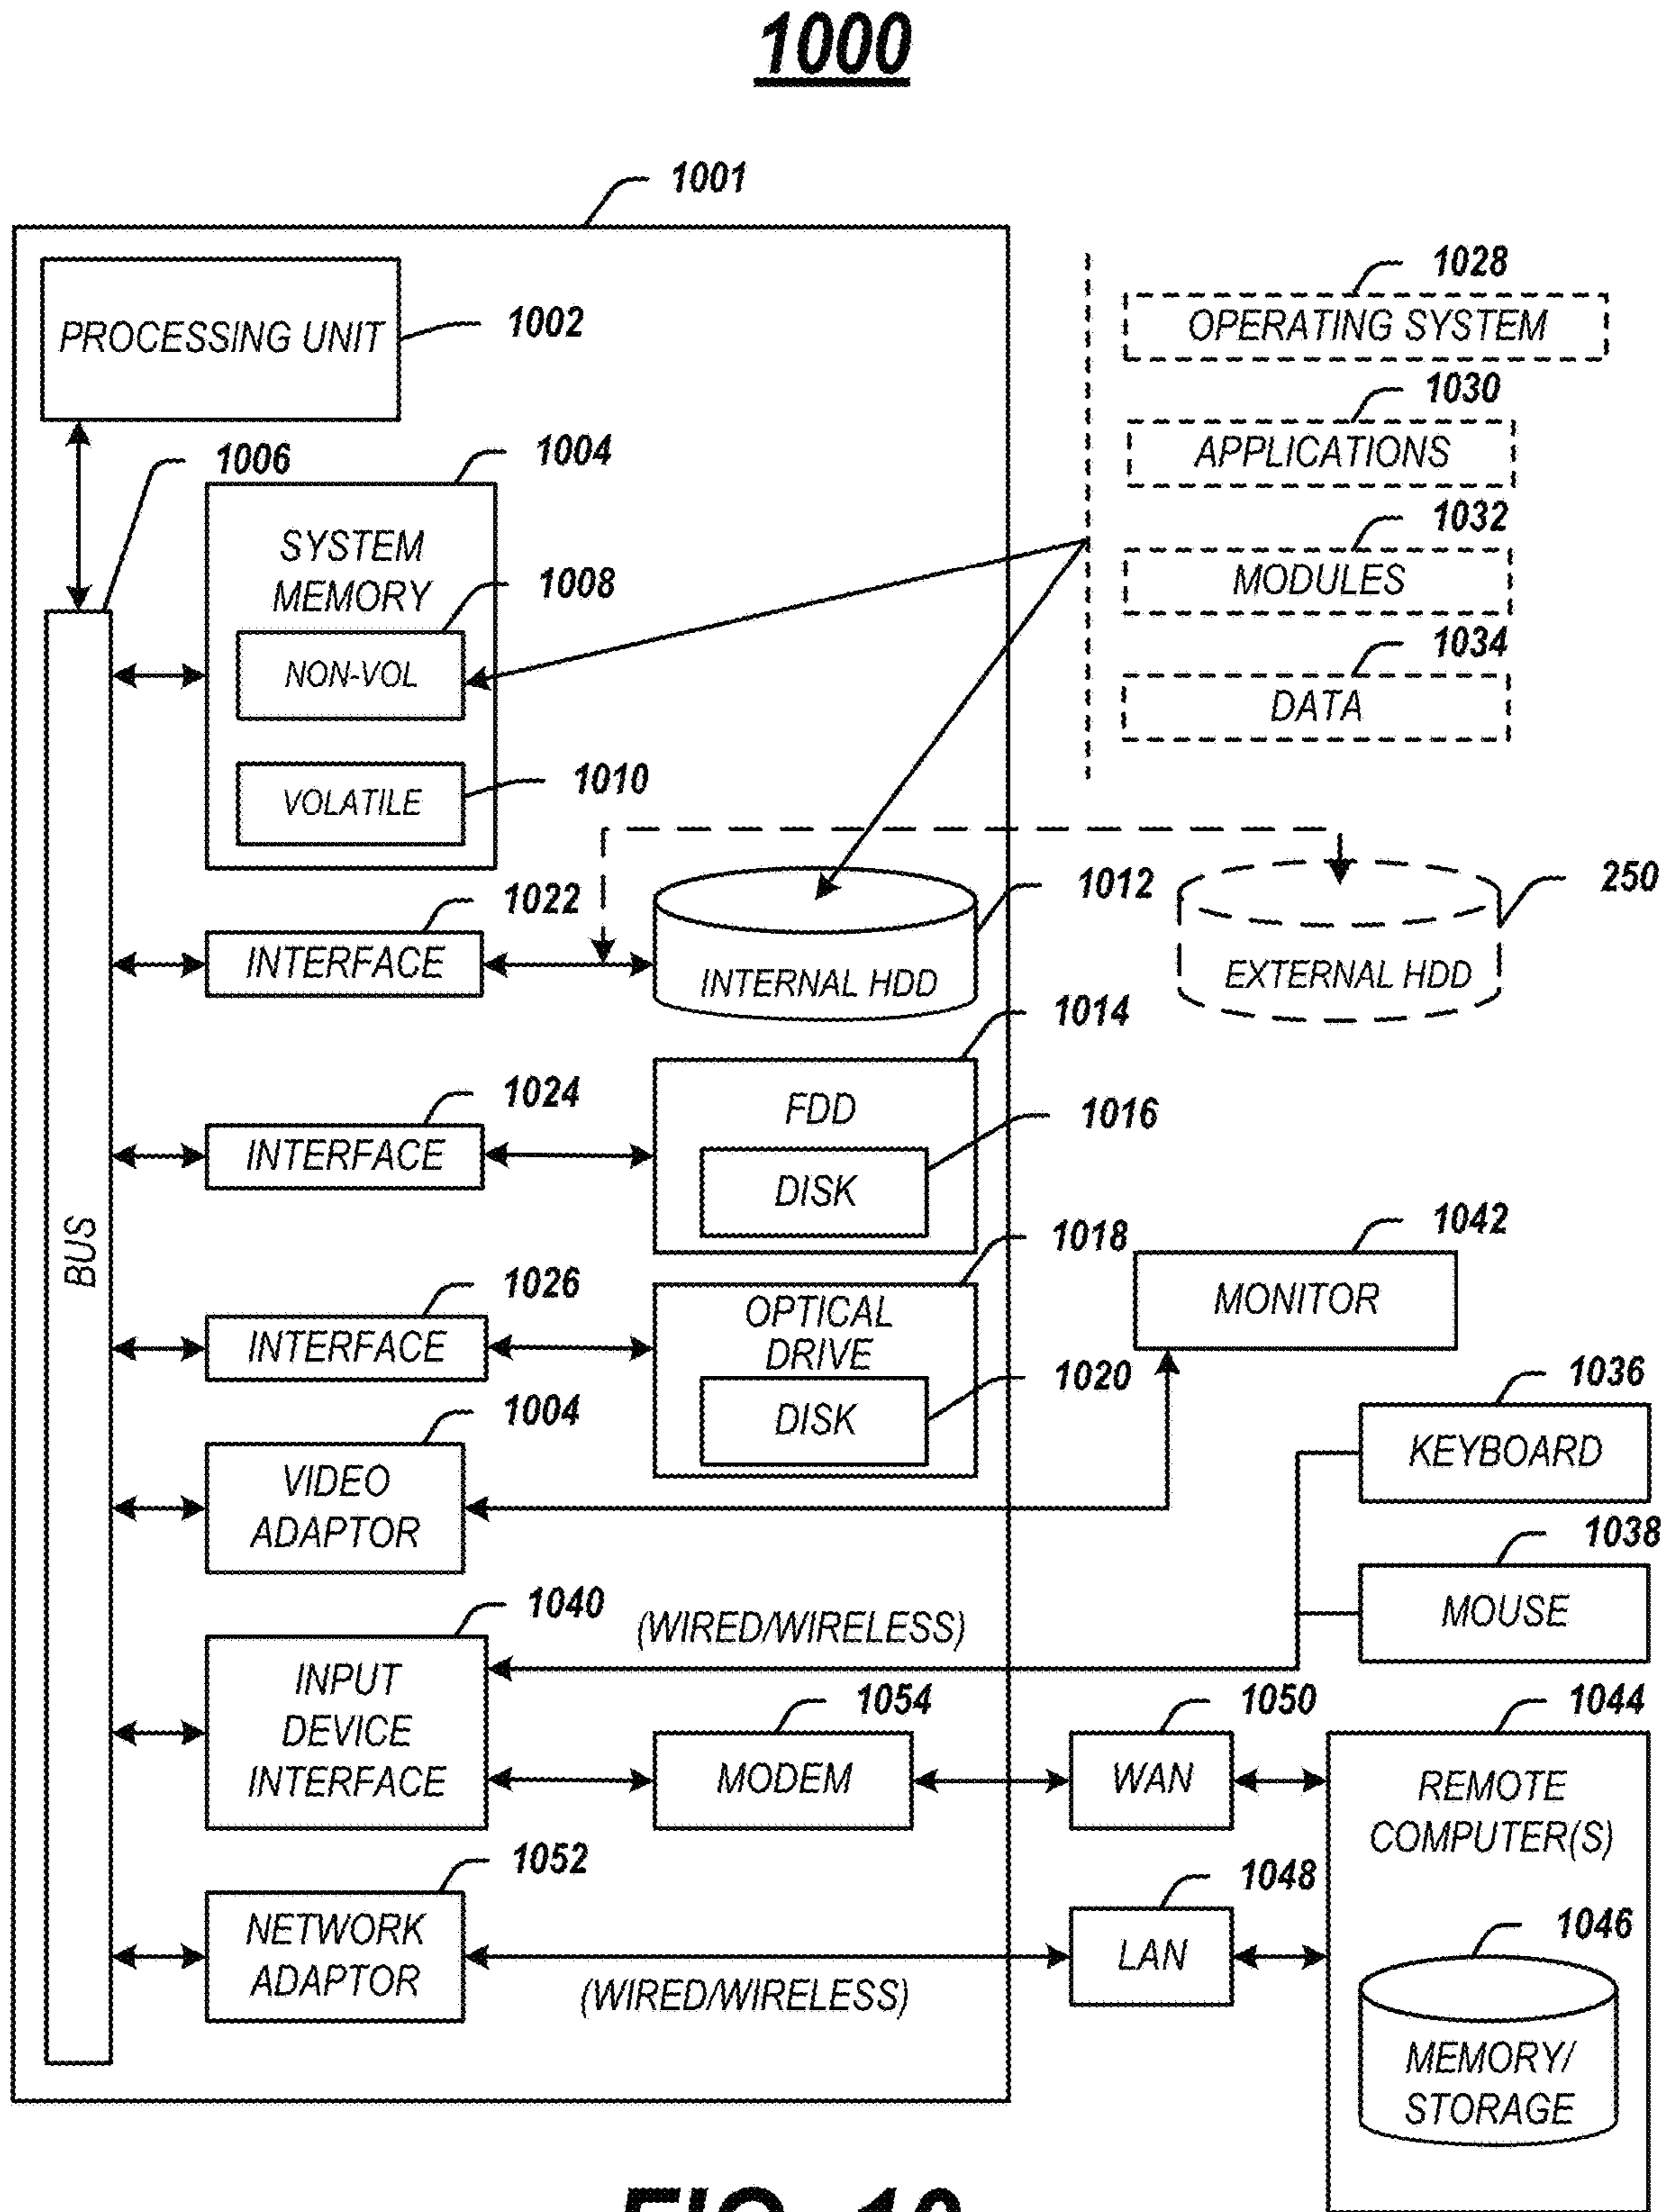 1000
1001
PROCESSING UNIT
1002
1028
OPERATING SYSTEM
1030
APPLICATIONS
1032
MODULES
1034
DATA
1006
1004
SYSTEM
MEMORY
1008
NON-VOL
1010
VOLATILE
1022
INTERFACE
1012
INTERNAL HDD
250
EXTERNAL HDD
1014
1024
INTERFACE
FDD
1016
DISK
BUS
1018
1042
MONITOR
1026
INTERFACE
OPTICAL
DRIVE
1020
DISK
1036
KEYBOARD
1004
VIDEO
ADAPTOR
1038
MOUSE
1040
(WIRED/WIRELESS)
INPUT
DEVICE
INTERFACE
1054
MODEM
1050
WAN
1044
REMOTE
COMPUTER(S)
1052
NETWORK
ADAPTOR
(WIRED/WIRELESS)
1048
LAN
1046
MEMORY/
STORAGE
FIG. 10